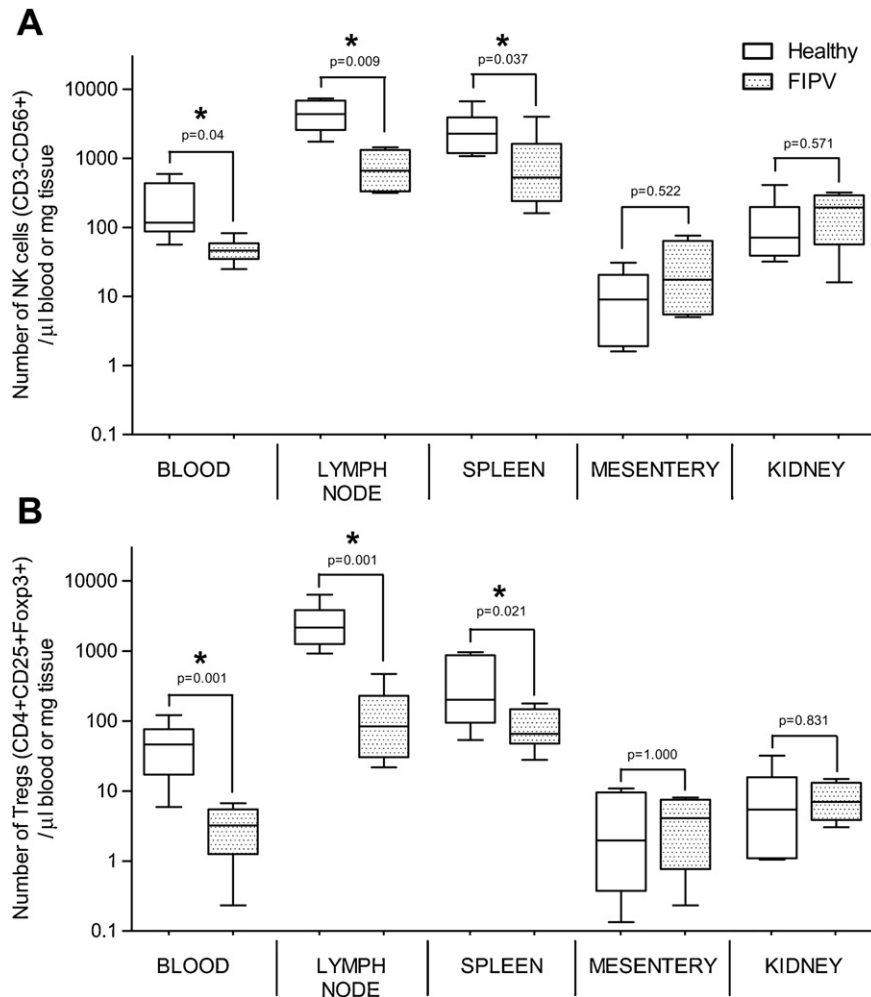 A
Number of NK cells (CD3-CD56+)
/μl blood or mg tissue
10000
1000
100
10
1
0.1
*
p=0.04
*
p=0.009
*
p=0.037
p=0.522
p=0.571
Healthy
FIPV
BLOOD
LYMPH
NODE
SPLEEN
MESENTERY
KIDNEY
B
Number of Tregs (CD4+CD25+Foxp3+)
/μl blood or mg tissue
10000
1000
100
10
1
0.1
*
p=0.001
*
p=0.001
*
p=0.021
p=1.000
p=0.831
BLOOD
LYMPH
NODE
SPLEEN
MESENTERY
KIDNEY